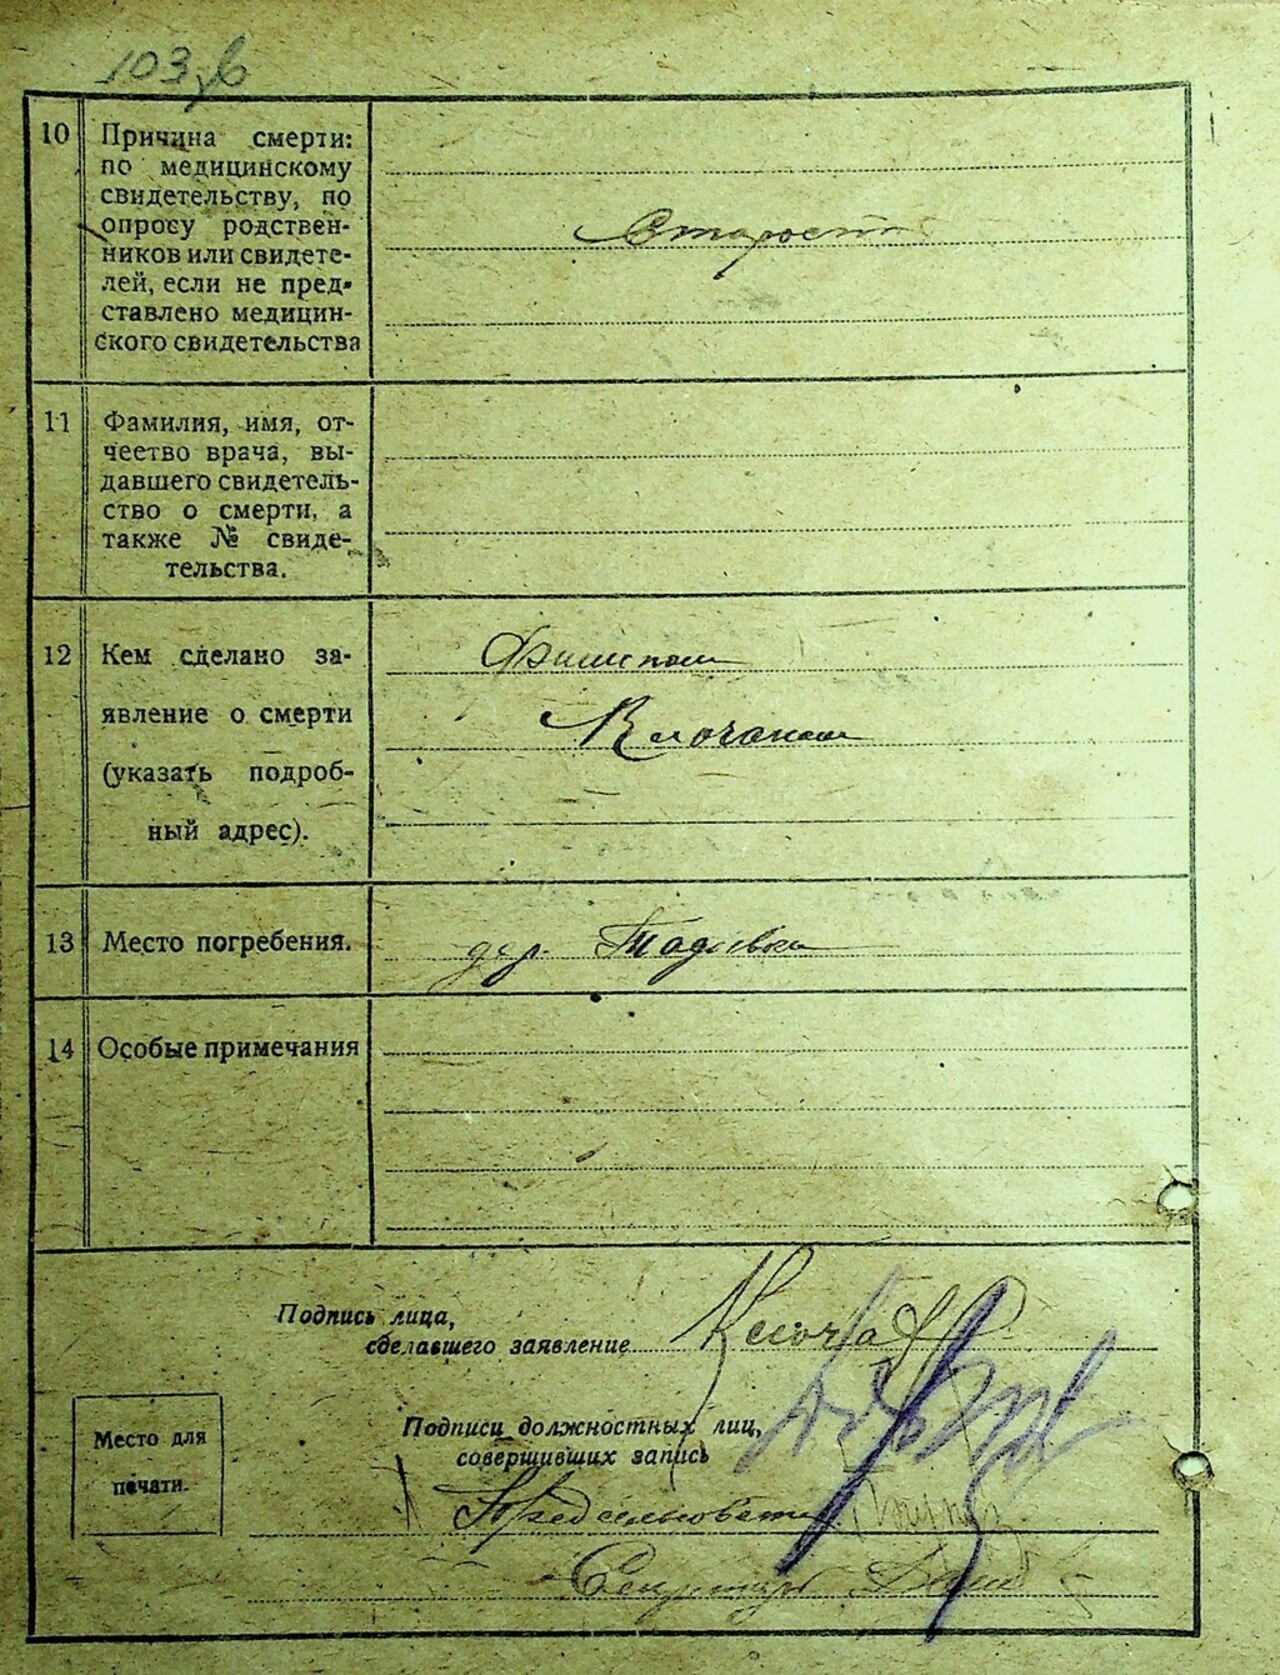 10 Причина смерти:
по медицинскому
свидетельству, по
опросу родствен-
ников или свидете-
лей, если не пред-
ставлено медицин-
ского свидетельства
Старость
11 Фамилия, имя, от-
чество врача, вы-
давшего свидетель-
ство о смерти, а
также № свиде-
тельства.
12 Кем сделано за-
явление о смерти
(указать подроб-
ный адрес).
13 Место погребения.
дер.
14 Особые примечания
Подпись лица,
сделавшего заявление
Место для
печати.
Подписи должностных лиц,
совершивших запись
Предсельсовета
Секретарь